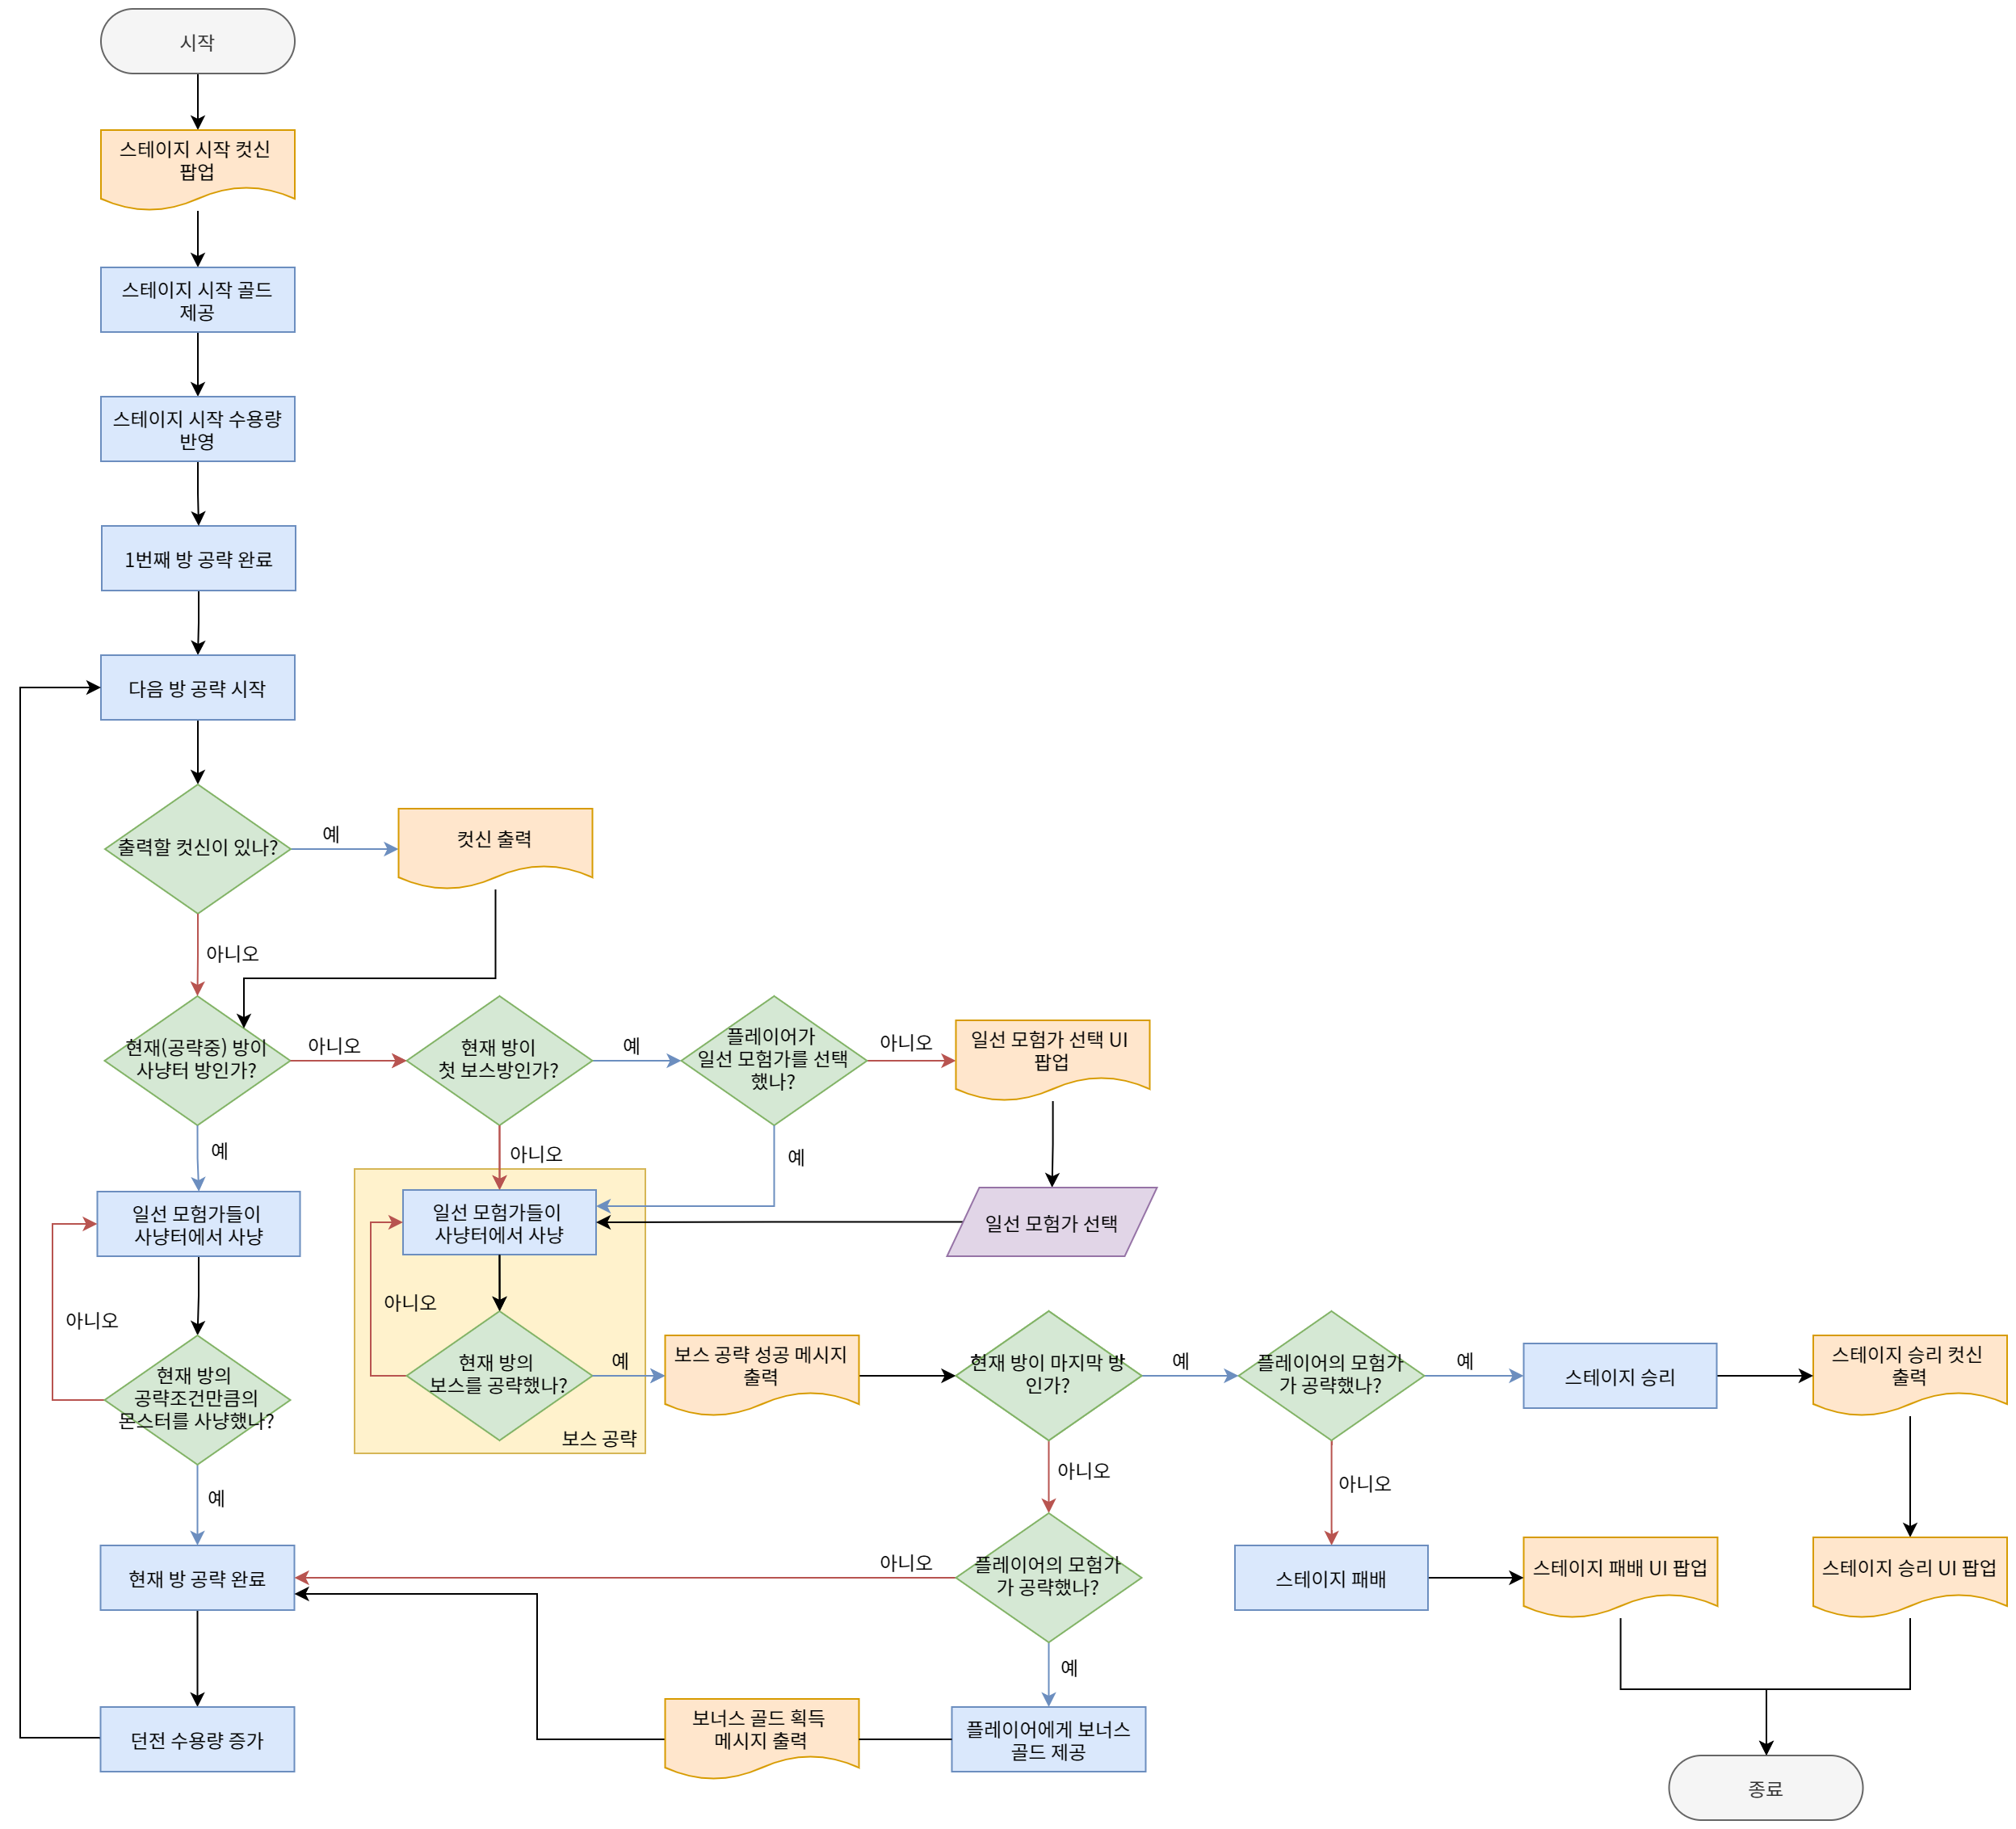 시작
스테이지 시작 컷신
팝업
스테이지 시작 골드
제공
스테이지 시작 수용량
반영
1번째 방 공략 완료
다음 방 공략 시작
출력할 컷신이 있나?
예
컷신 출력
아니오
현재(공략중) 방이
사냥터 방인가?
아니오
현재 방이
첫 보스방인가?
예
플레이어가
일선 모험가를 선택
했나?
아니오
일선 모험가 선택 UI
팝업
예
아니오
예
일선 모험가들이
사냥터에서 사냥
일선 모험가들이
사냥터에서 사냥
일선 모험가 선택
아니오
아니오
현재 방의
공략조건만큼의
몬스터를 사냥했나?
현재 방의
보스를 공략했나?
예
보스 공략
보스 공략 성공 메시지
출력
현재 방이 마지막 방
인가?
예
플레이어의 모험가
가 공략했나?
예
스테이지 승리
스테이지 승리 컷신
출력
예
아니오
아니오
현재 방 공략 완료
아니오
플레이어의 모험가
가 공략했나?
스테이지 패배
스테이지 패배 UI 팝업
스테이지 승리 UI 팝업
예
던전 수용량 증가
보너스 골드 획득
메시지 출력
플레이어에게 보너스
골드 제공
종료